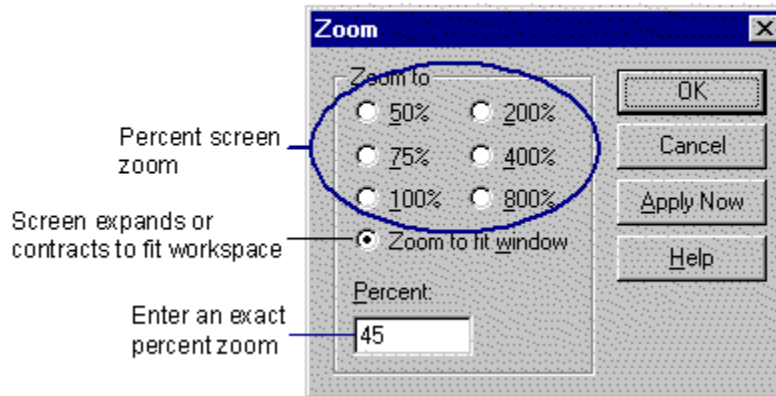 Zoom
Zoom to
50%
200%
75%
400%
100%
800%
Zoom to fit window
Percent:
45
OK
Cancel
Apply Now
Help
Percent screen
zoom
Screen expands or
contracts to fit workspace
Enter an exact
percent zoom